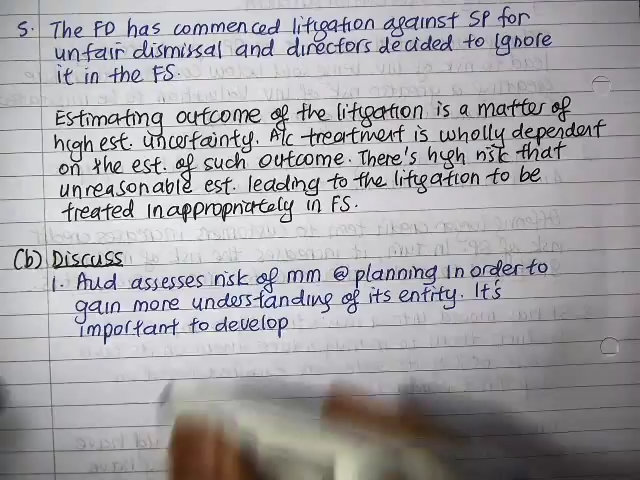 5. The FD has commenced litigation against SP for
unfair dismissal and directors decided to ignore
it in the FS.
Estimating outcome of the litigation is a matter of
high est. uncertainty. A/c treatment is wholly dependent
on the est. of such outcome. There's high risk that
unreasonable est. leading to the litigation to be
treated inappropriately in FS.
(b) Discuss
1. Aud assesses risk of mm @ planning in order to
gain more understanding of its entity. It's
important to develop